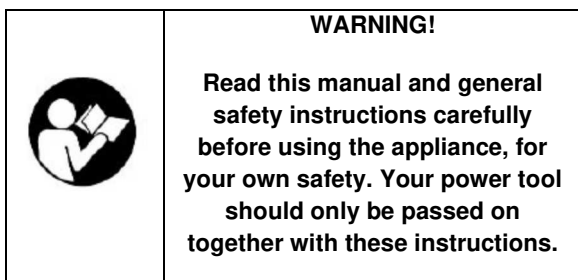 WARNING!
Read this manual and general
safety instructions carefully
before using the appliance, for
your own safety. Your power tool
should only be passed on
together with these instructions.